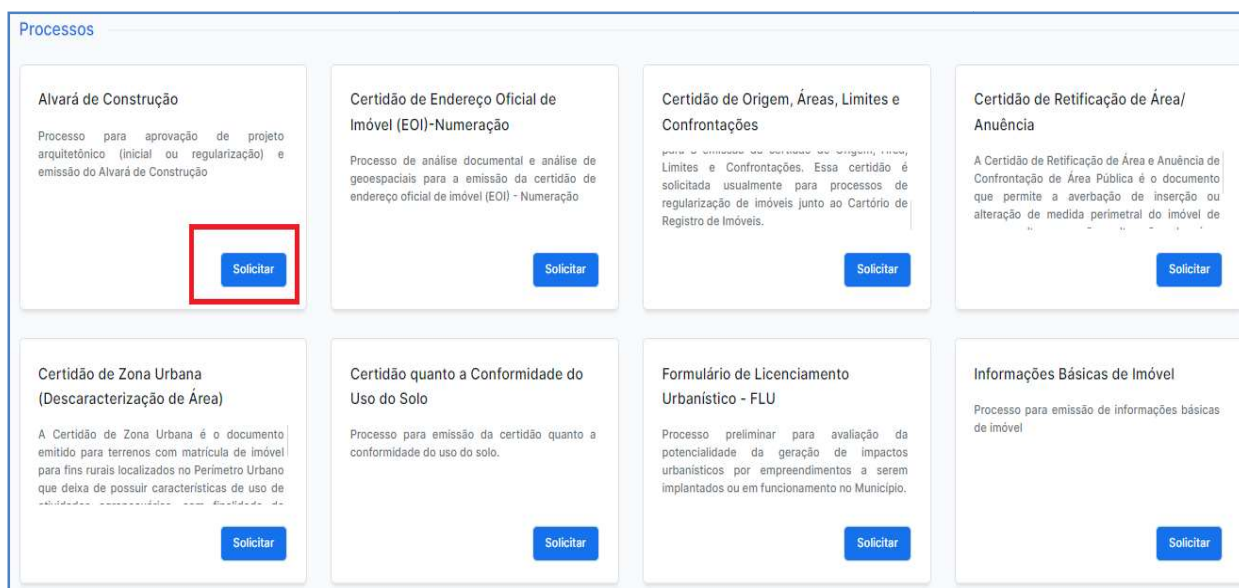 Processos
Alvará de Construção
Processo para aprovação de projeto
arquitetônico (inicial ou regularização) e
emissão do Alvará de Construção
Solicitar
Certidão de Endereço Oficial de
Imóvel (EOI)-Numeração
Processo de análise documental e análise de
geoespaciais para a emissão da certidão de
endereço oficial de imóvel (EOI) - Numeração
Solicitar
Certidão de Origem, Áreas, Limites e
Confrontações
Limites e Confrontações. Essa certidão é
solicitada usualmente para processos de
regularização de imóveis junto ao Cartório de
Registro de Imóveis.
Solicitar
Certidão de Retificação de Área/
Anuência
A Certidão de Retificação de Área e Anuência de
Confrontação de Área Pública é o documento
que permite a averbação de inserção ou
alteração de medida perimetral do imóvel de
Solicitar
Certidão de Zona Urbana
(Descaracterização de Área)
A Certidão de Zona Urbana é o documento
emitido para terrenos com matrícula de imóvel
para fins rurais localizados no Perímetro Urbano
que deixa de possuir características de uso de
Solicitar
Certidão quanto a Conformidade do
Uso do Solo
Processo para emissão da certidão quanto a
conformidade do uso do solo.
Solicitar
Formulário de Licenciamento
Urbanístico - FLU
Processo preliminar para avaliação da
potencialidade da geração de impactos
urbanísticos por empreendimentos a serem
implantados ou em funcionamento no Município.
Solicitar
Informações Básicas de Imóvel
Processo para emissão de informações básicas
de imóvel
Solicitar